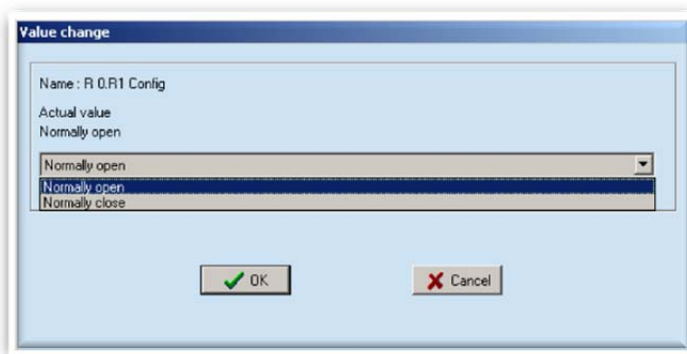 Value change
Name : R 0.R1 Config
Actual value
Normally open
Normally open
Normally open
Normally close
OK
Cancel